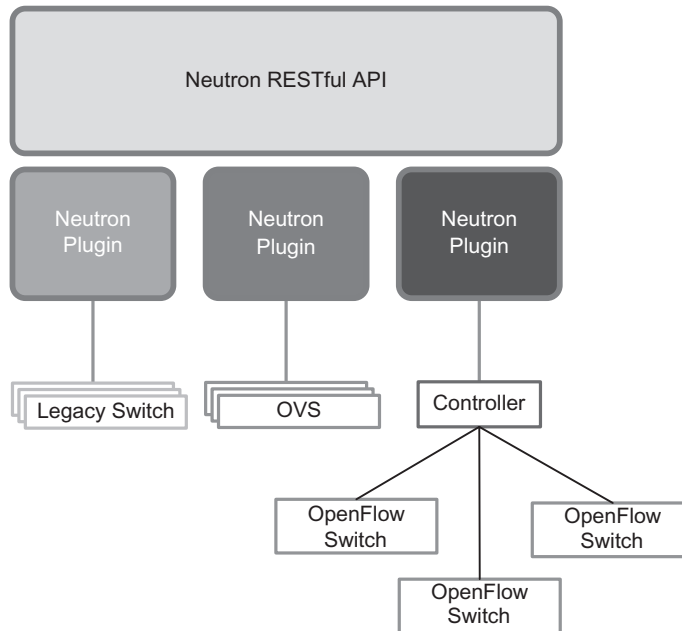 Neutron RESTful API
Neutron
Plugin
Neutron
Plugin
Neutron
Plugin
Legacy Switch
OVS
Controller
OpenFlow
Switch
OpenFlow
Switch
OpenFlow
Switch